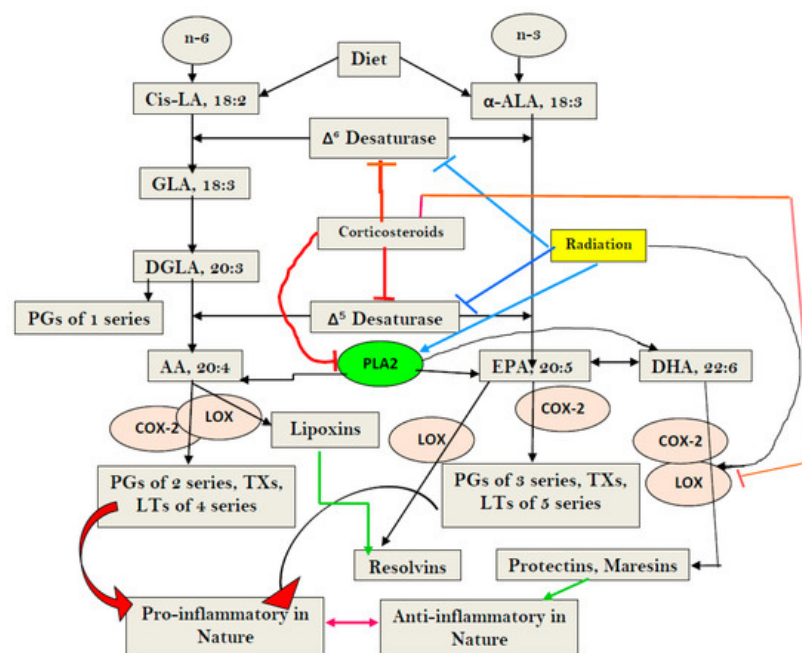 n-6
n-3
Diet
Cis-LA, 18:2
α-ALA, 18:3
Δ⁶ Desaturase
GLA, 18:3
Corticosteroids
Radiation
DGLA, 20:3
PGs of 1 series
Δ⁵ Desaturase
AA, 20:4
PLA2
EPA, 20:5
DHA, 22:6
COX-2
LOX
Lipoxins
LOX
COX-2
COX-2
LOX
PGs of 2 series, TXs,
LTs of 4 series
PGs of 3 series, TXs,
LTs of 5 series
Resolvins
Protectins, Maresins
Pro-inflammatory in
Nature
Anti-inflammatory in
Nature